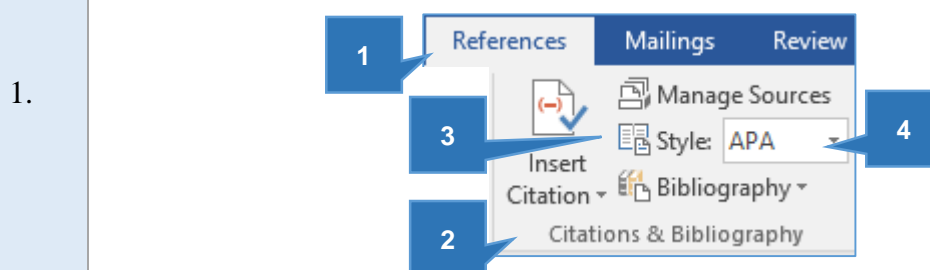 1.
1
References Mailings Review
Manage Sources
3
Style: APA
4
Insert
Citation
Bibliography
2
Citations & Bibliography